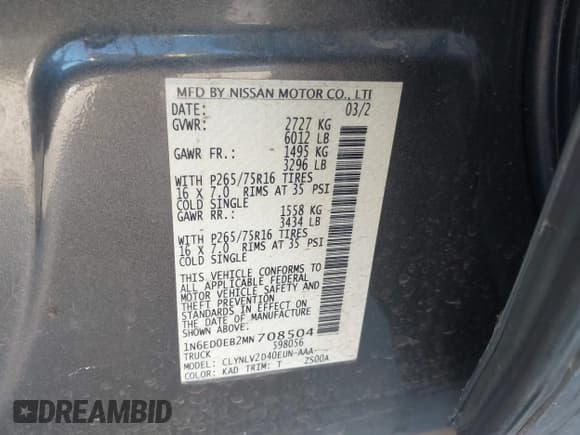 MFD BY NISSAN MOTOR CO., LT
DATE: 03/2
GVWR: 2727 KG
6012 LB
GAWR FR.: 1495 KG
3296 LB
WITH P265/75R16 TIRES
16 X 7.0 RIMS AT 35 PSI
COLD SINGLE
GAWR RR.: 1558 KG
3434 LB
WITH P265/75R16 TIRES
16 X 7.0 RIMS AT 35 PSI
COLD SINGLE
THIS VEHICLE CONFORMS TO
ALL APPLICABLE FEDERAL
MOTOR VEHICLE SAFETY AND
THEFT PREVENTION
STANDARDS IN EFFECT ON
THE DATE OF MANUFACTURE
SHOWN ABOVE.
1N6ED0EB2MN708504
598056
TRUCK
MODEL: CLYNLV2D40EUN-AAA--
COLOR: KAD TRIM: T 2S00A
DREAMBID